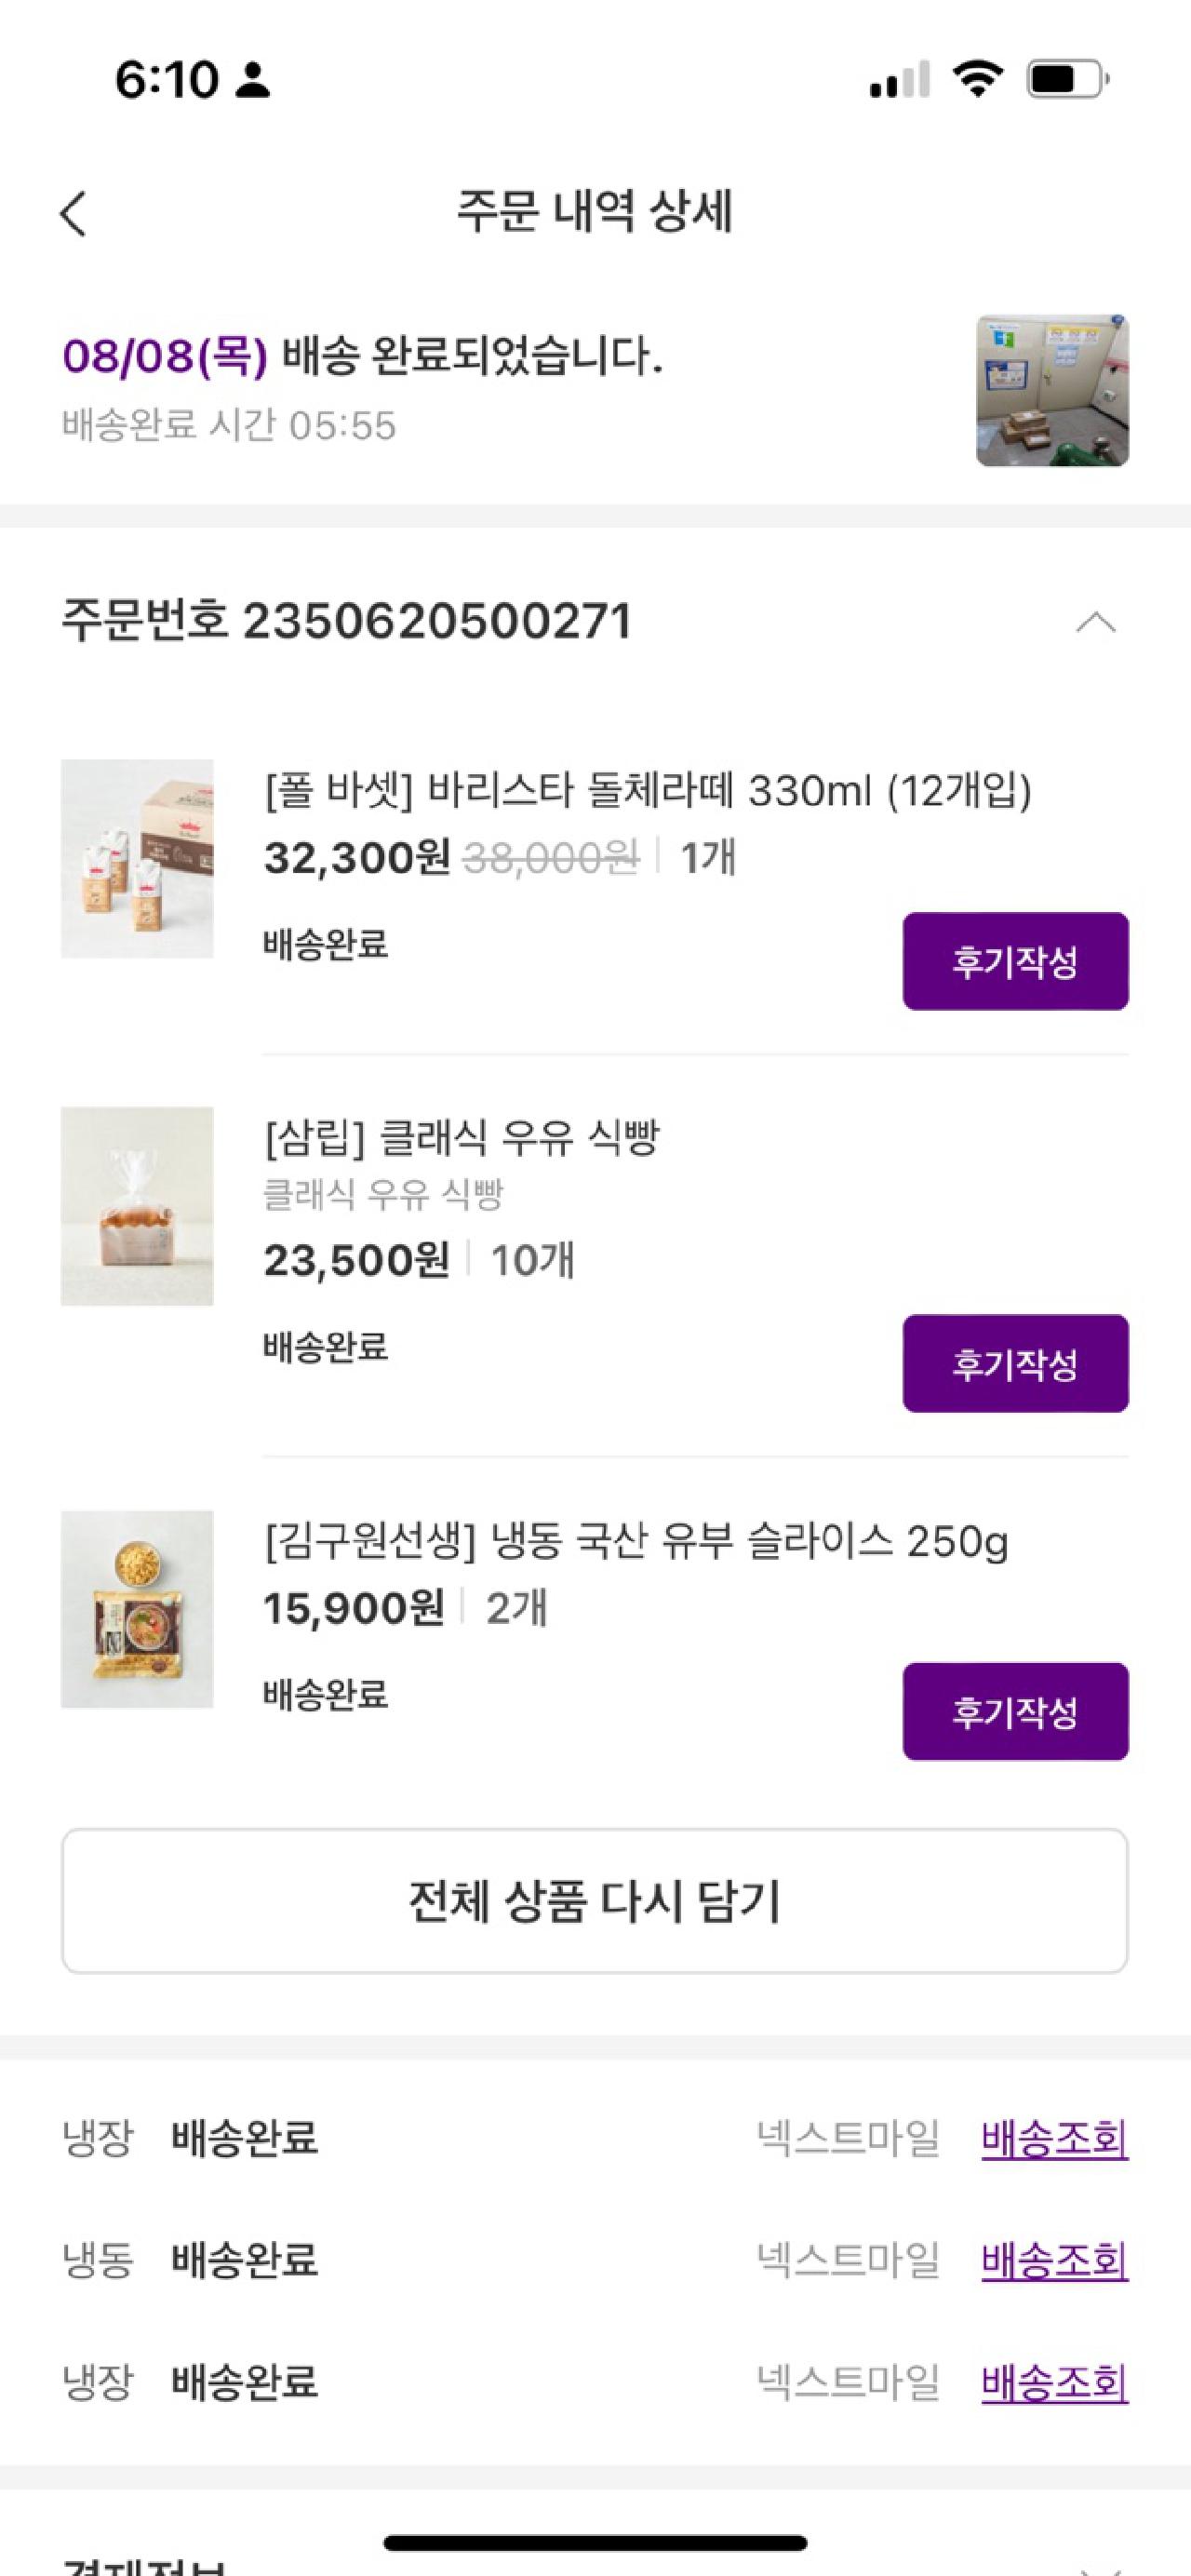 6:10
주문 내역 상세
08/08(목) 배송 완료되었습니다.
배송완료 시간 05:55
주문번호 2350620500271
[폴 바셋] 바리스타 돌체라떼 330ml (12개입)
32,300원 38,000원 1개
배송완료
후기작성
[삼립] 클래식 우유 식빵
클래식 우유 식빵
23,500원 10개
배송완료
후기작성
[김구원선생] 냉동 국산 유부 슬라이스 250g
15,900원 2개
배송완료
후기작성
전체 상품 다시 담기
냉장 배송완료 넥스트마일 배송조회
냉동 배송완료 넥스트마일 배송조회
냉장 배송완료 넥스트마일 배송조회
결제정보